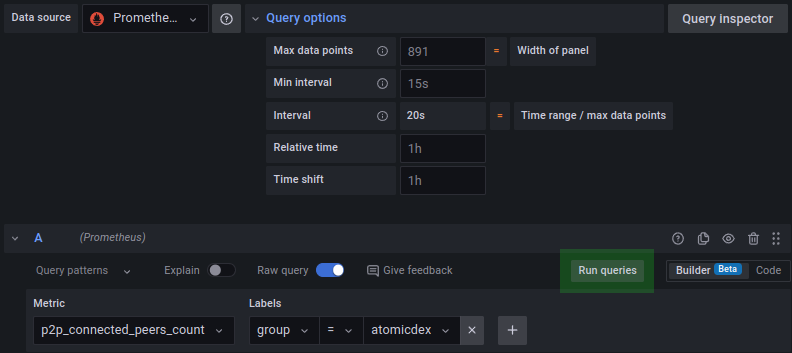 Data source Promethe... Query options Query inspector
Max data points 891 = Width of panel
Min interval 15s
Interval 20s = Time range / max data points
Relative time 1h
Time shift 1h
A (Prometheus)
Query patterns Explain Raw query Give feedback Run queries Builder Beta Code
Metric Labels
p2p_connected_peers_count group = atomicdex × +